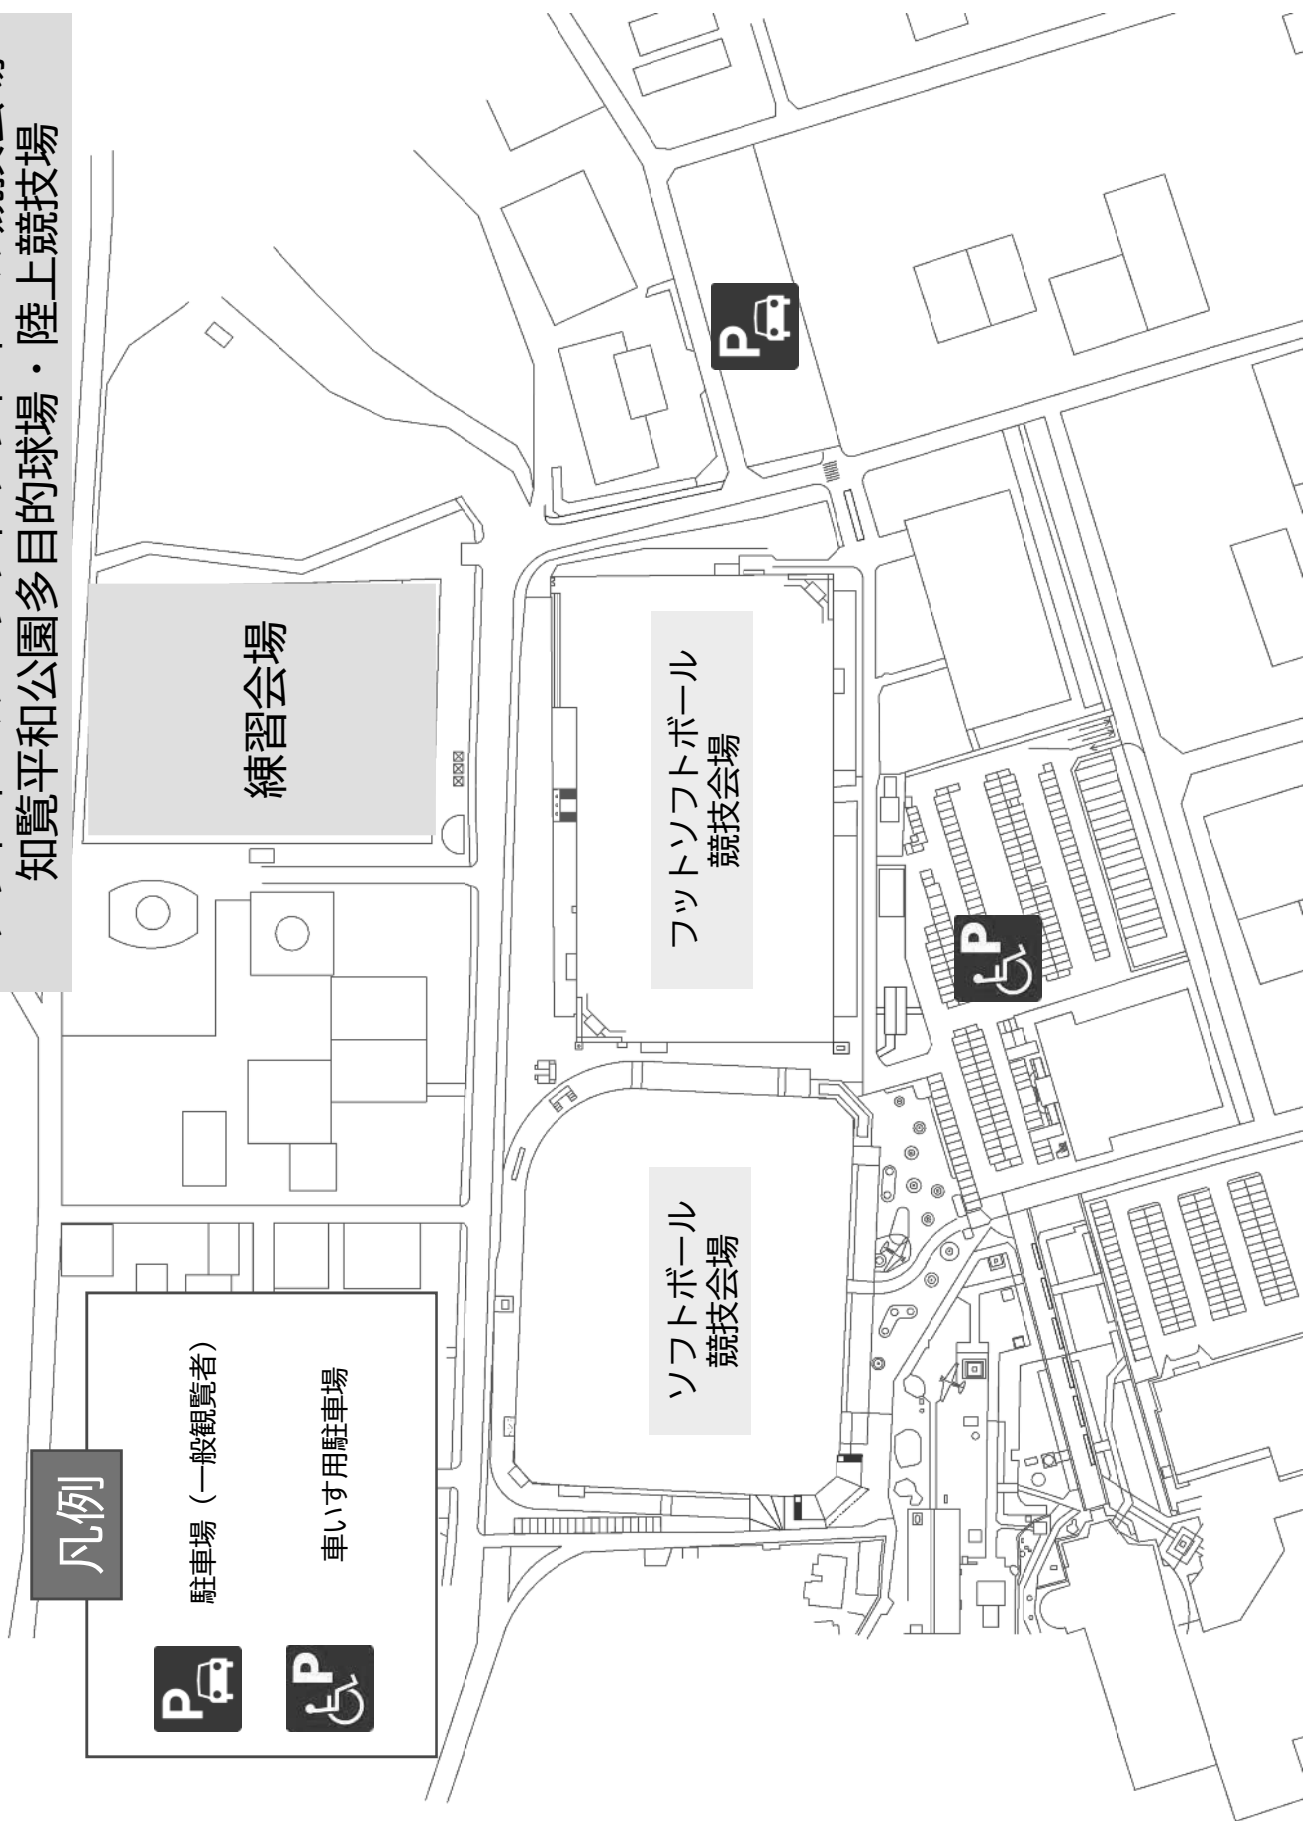 知覧平和公園多目的球場・陸上競技場
練習会場
フットソフトボール
競技会場
ソフトボール
競技会場
凡例
P
駐車場（一般観覧者）
P
車いす用駐車場
P
P